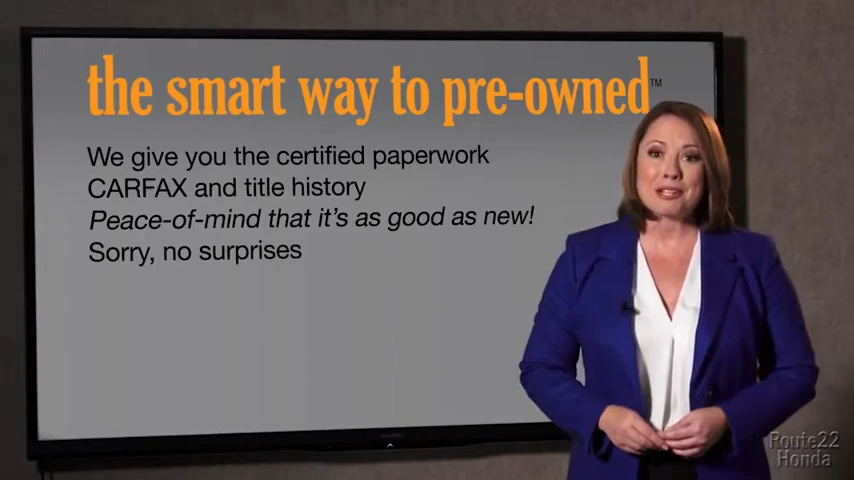 the smart way to pre-owned™
We give you the certified paperwork
CARFAX and title history
Peace-of-mind that it's as good as new!
Sorry, no surprises
Route22
Honda